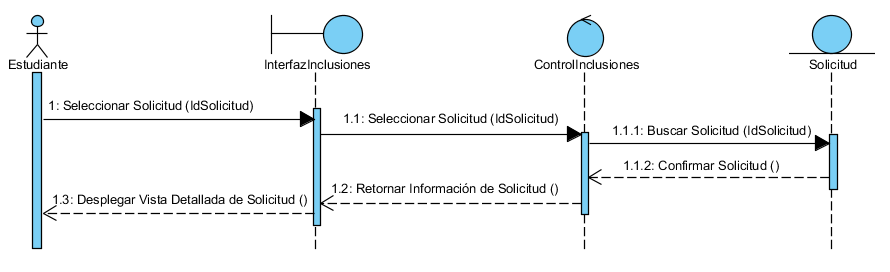 Estudiante
InterfazInclusiones
ControlInclusiones
Solicitud
1: Seleccionar Solicitud (IdSolicitud)
1.1: Seleccionar Solicitud (IdSolicitud)
1.1.1: Buscar Solicitud (IdSolicitud)
1.1.2: Confirmar Solicitud ()
1.2: Retornar Información de Solicitud ()
1.3: Desplegar Vista Detallada de Solicitud ()